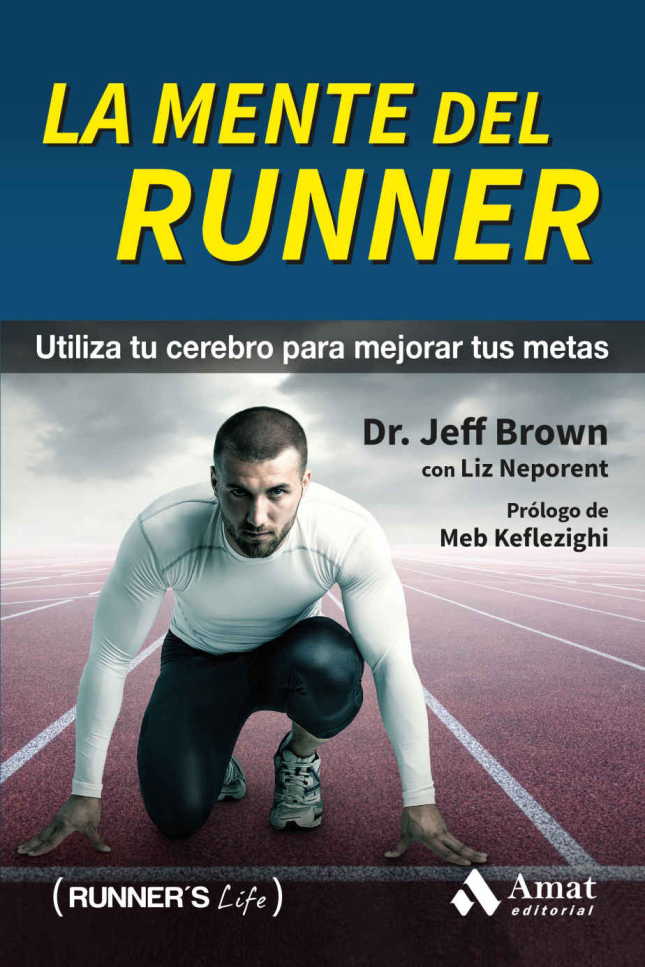 LA MENTE DEL
RUNNER
Utiliza tu cerebro para mejorar tus metas
Dr. Jeff Brown
con Liz Neporent
Prólogo de
Meb Keflezighi
(RUNNER´S Life)
Amat
editorial